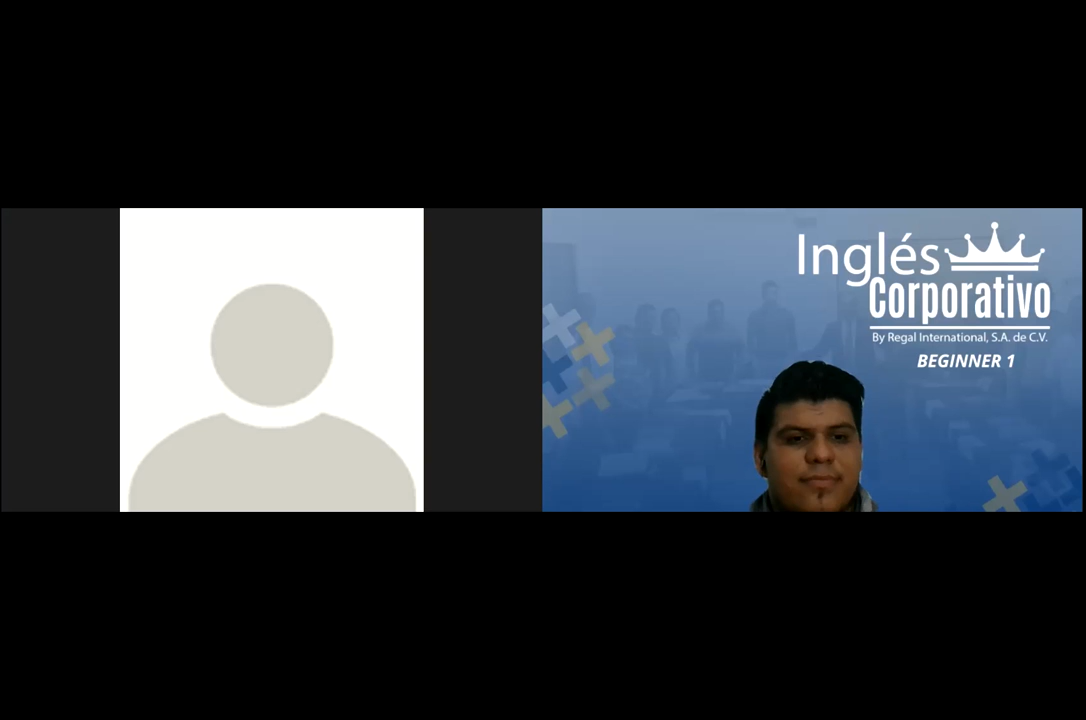 Inglés
Corporativo
By Regal International, S.A. de C.V.
BEGINNER 1